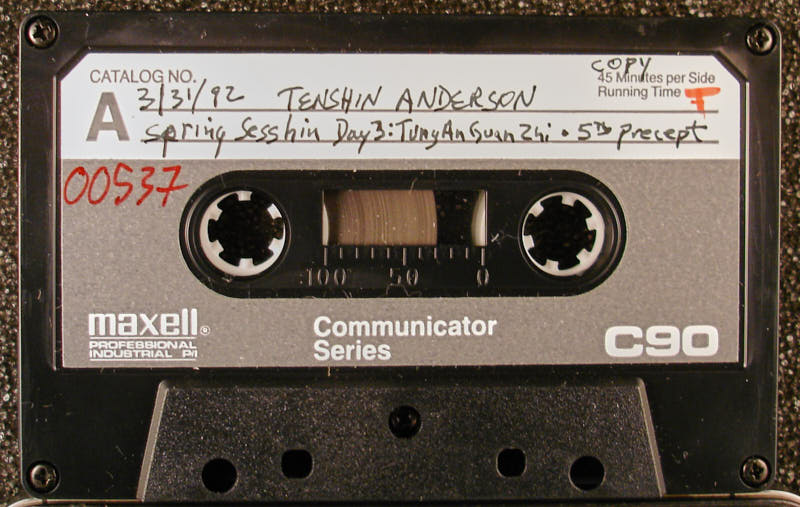 COPY
CATALOG NO.
45 Minutes per Side
Running Time F
A 3/31/92 TENSHIN ANDERSON
Spring Sesshin Day 3: Tung An Guan Zhi • 5th precept
00537
100 50 0
maxell®
PROFESSIONAL
INDUSTRIAL P/I
Communicator
Series
C90